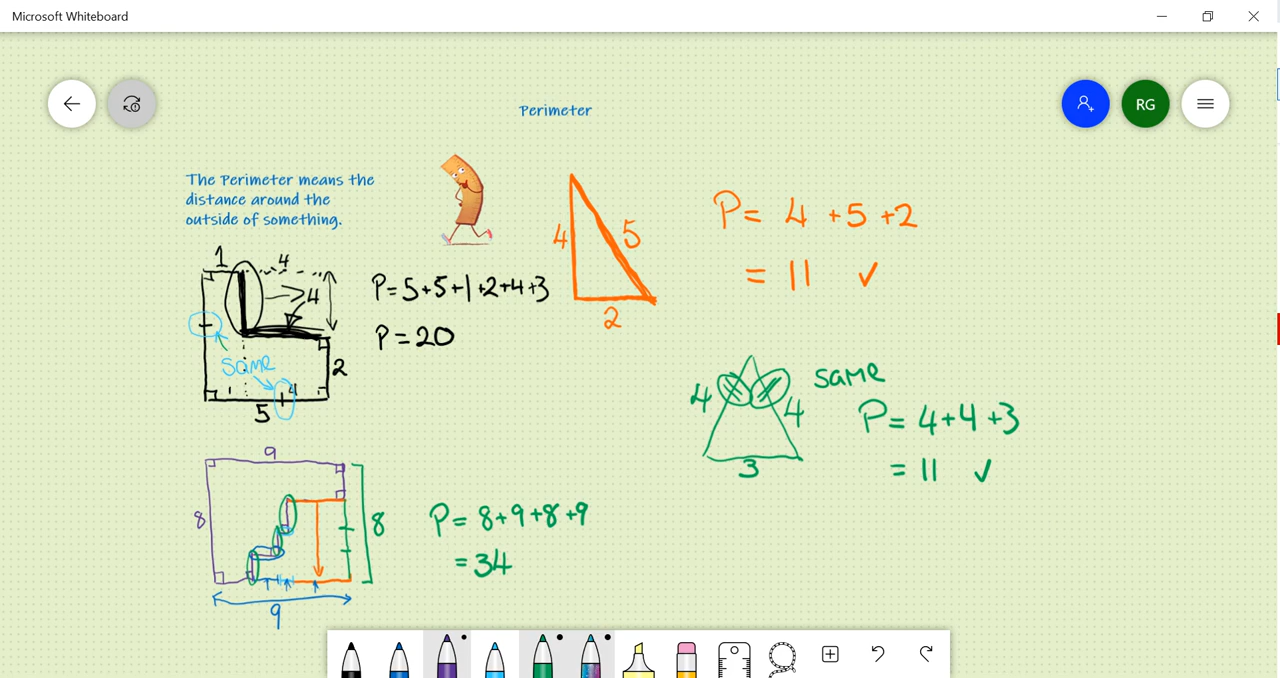 Microsoft Whiteboard
Perimeter
RG
The Perimeter means the
distance around the
outside of something.
1
4
4
P=5+5+1+2+4+3
P=20
same
2
1
4
5
4
5
2
P= 4 +5 +2
= 11 ✓
4
4
3
same
P= 4+4+3
= 11 ✓
9
8
8
9
P= 8+9+8+9
=34